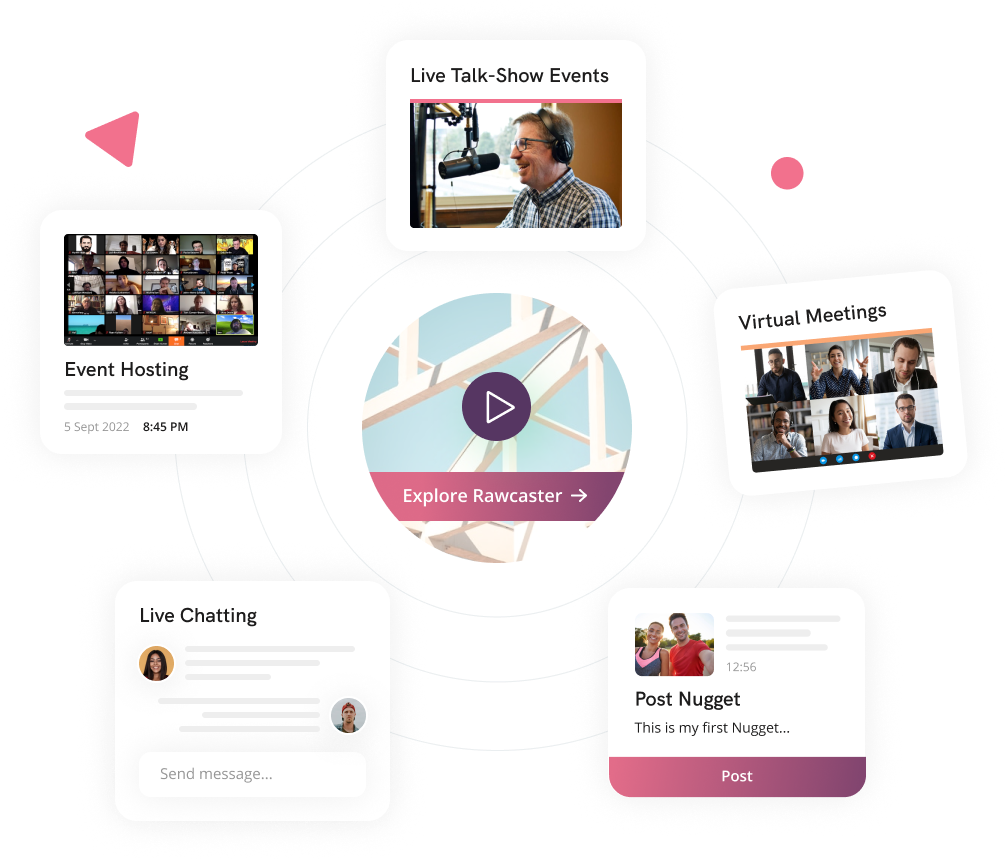 Live Talk-Show Events
Event Hosting
5 Sept 2022 8:45 PM
Virtual Meetings
Explore Rawcaster →
Live Chatting
Send message...
12:56
Post Nugget
This is my first Nugget...
Post